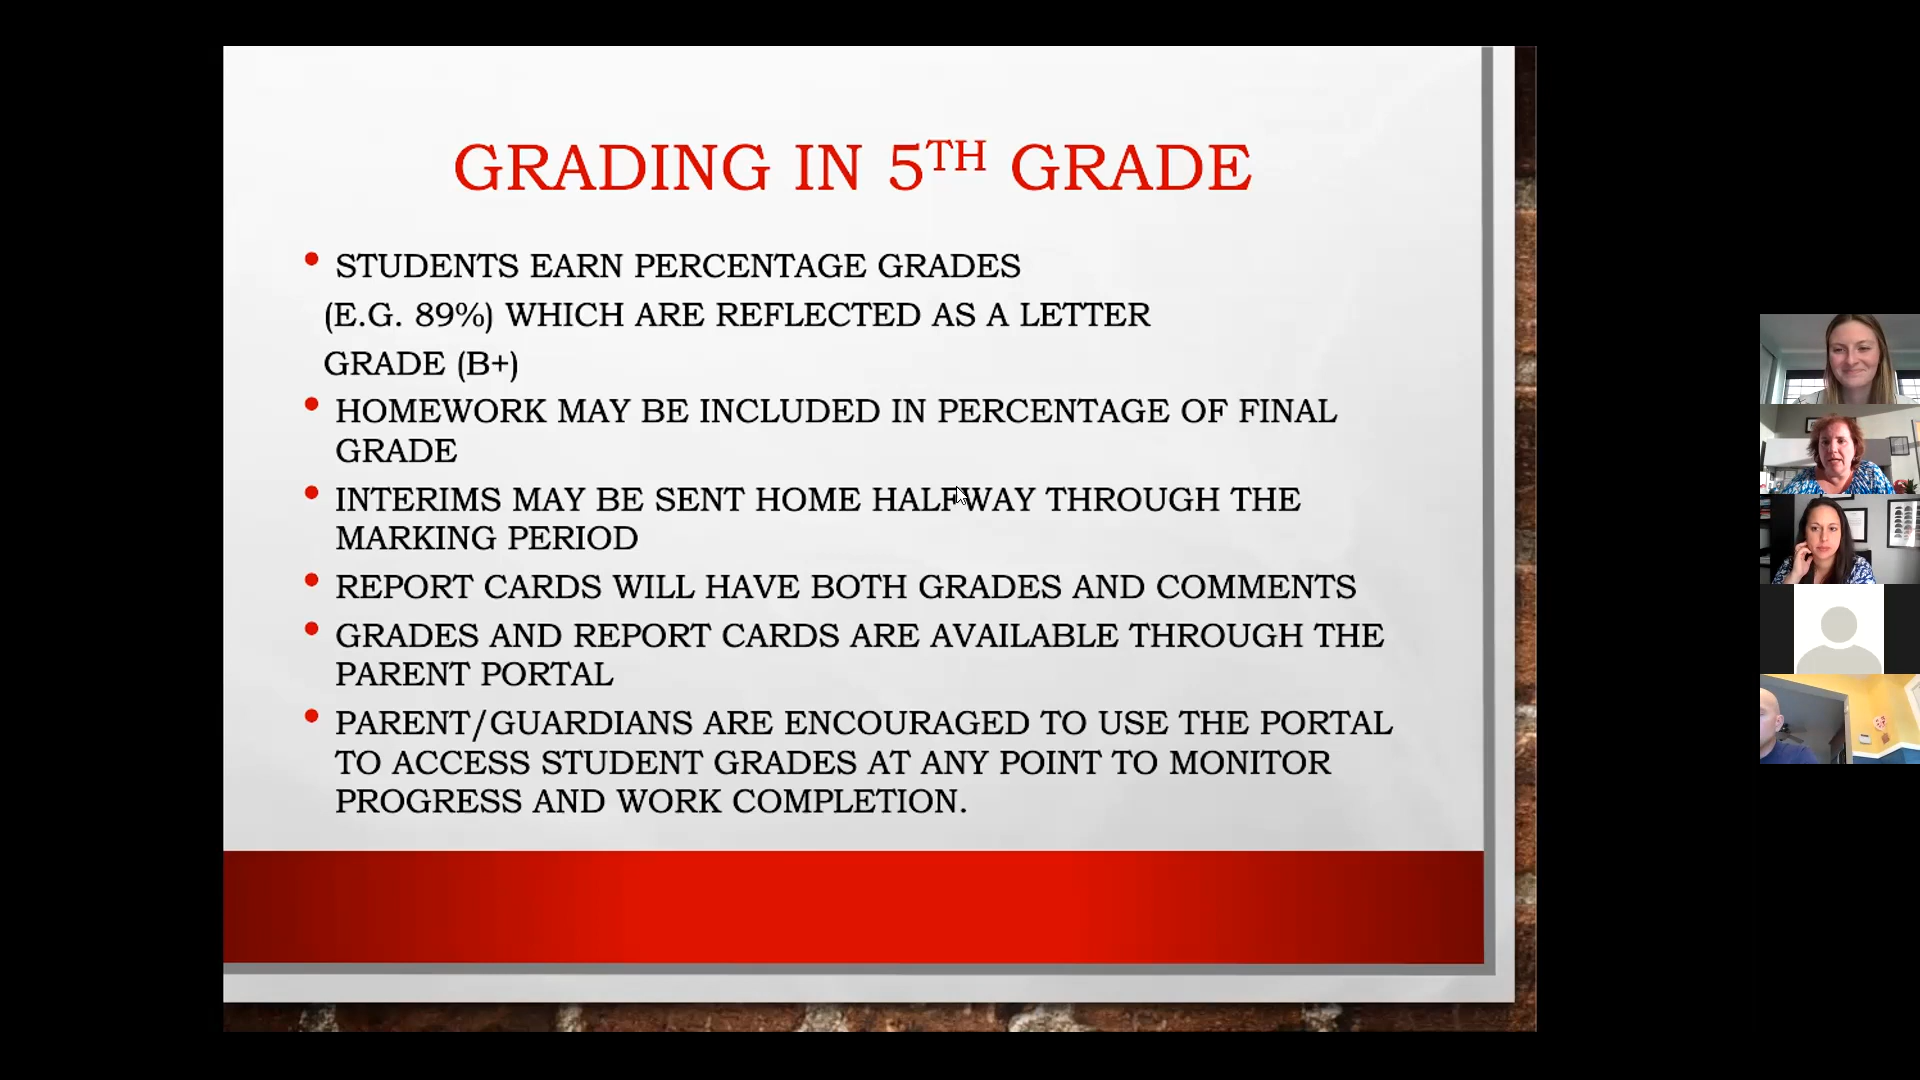 GRADING IN 5TH GRADE
• STUDENTS EARN PERCENTAGE GRADES
(E.G. 89%) WHICH ARE REFLECTED AS A LETTER
GRADE (B+)
• HOMEWORK MAY BE INCLUDED IN PERCENTAGE OF FINAL
GRADE
• INTERIMS MAY BE SENT HOME HALFWAY THROUGH THE
MARKING PERIOD
• REPORT CARDS WILL HAVE BOTH GRADES AND COMMENTS
• GRADES AND REPORT CARDS ARE AVAILABLE THROUGH THE
PARENT PORTAL
• PARENT/GUARDIANS ARE ENCOURAGED TO USE THE PORTAL
TO ACCESS STUDENT GRADES AT ANY POINT TO MONITOR
PROGRESS AND WORK COMPLETION.